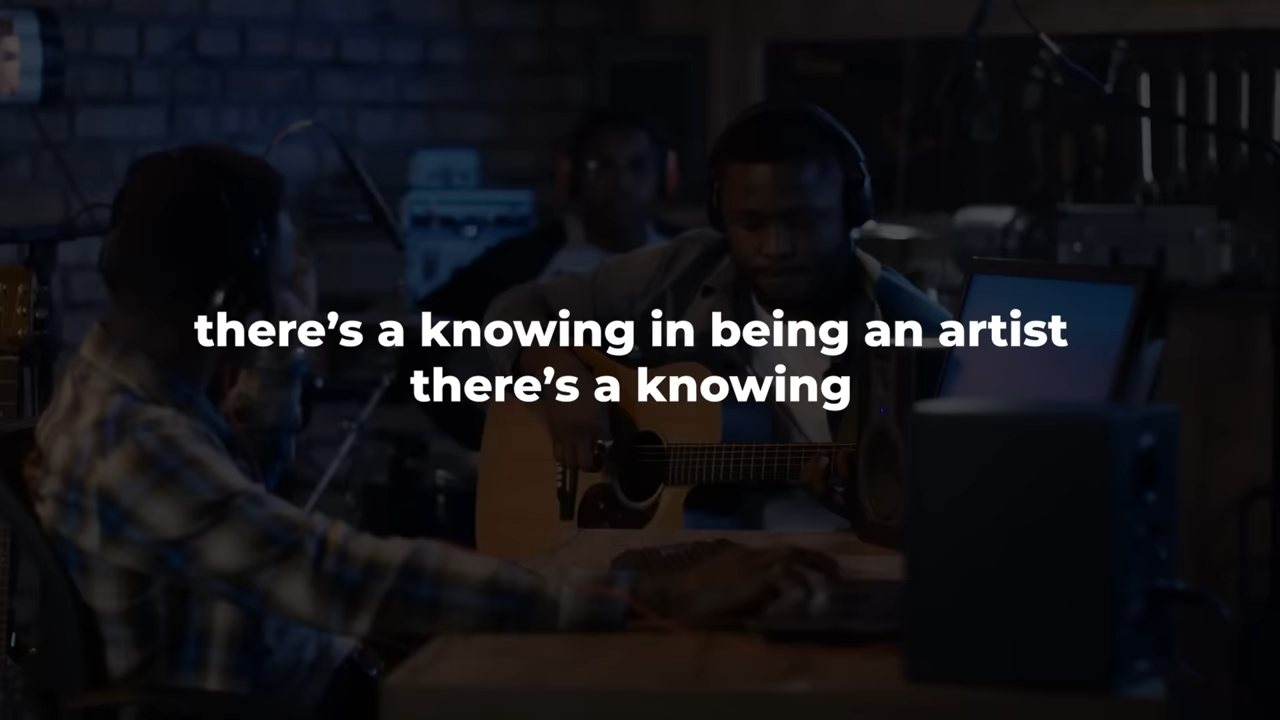 there’s a knowing in being an artist
there’s a knowing